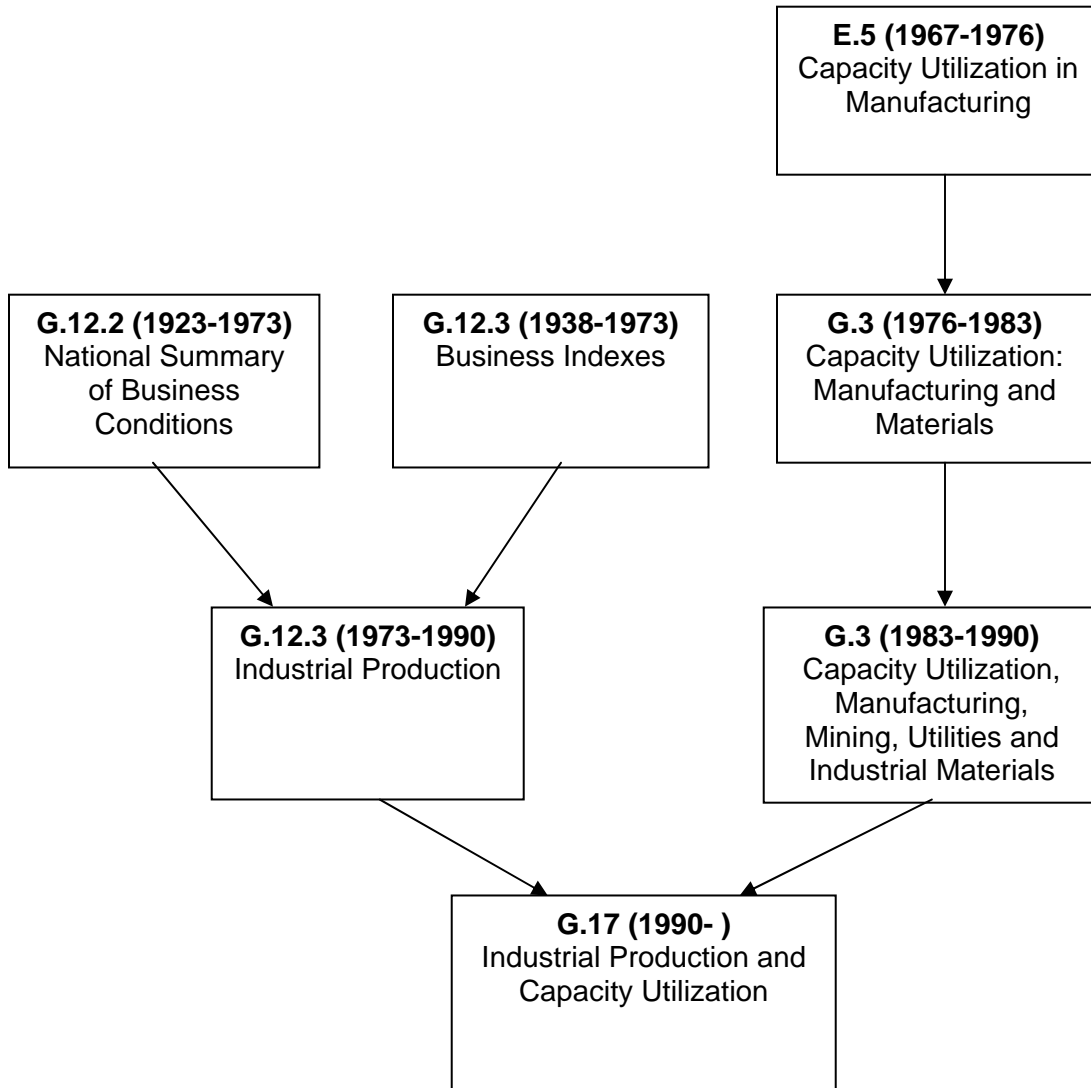 E.5 (1967-1976)
Capacity Utilization in
Manufacturing
G.12.2 (1923-1973)
National Summary
of Business
Conditions
G.12.3 (1938-1973)
Business Indexes
G.3 (1976-1983)
Capacity Utilization:
Manufacturing and
Materials
G.12.3 (1973-1990)
Industrial Production
G.3 (1983-1990)
Capacity Utilization,
Manufacturing,
Mining, Utilities and
Industrial Materials
G.17 (1990- )
Industrial Production and
Capacity Utilization